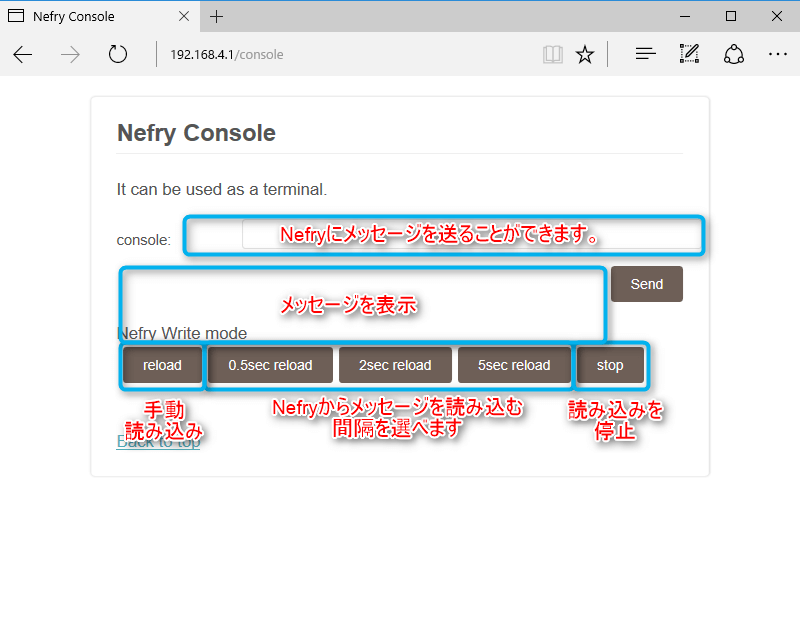 Nefry Console
192.168.4.1/console
Nefry Console
It can be used as a terminal.
console:
Nefryにメッセージを送ることができます。
Send
メッセージを表示
Nefry Write mode
reload
0.5sec reload
2sec reload
5sec reload
stop
手動
読み込み
Nefryからメッセージを読み込む
間隔を選べます
読み込みを
停止
Back to top